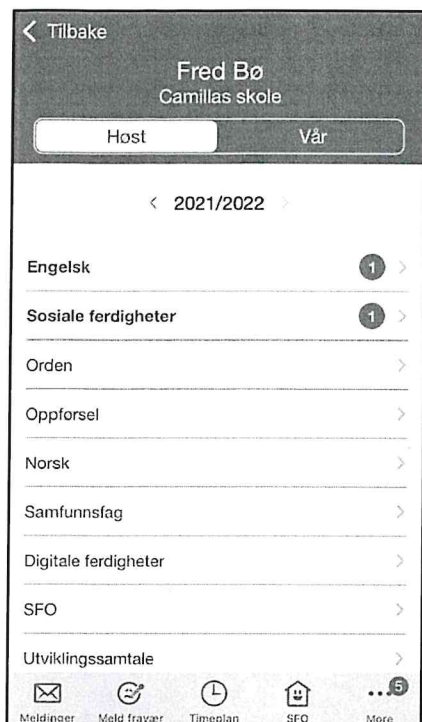 Tilbake
Fred Bø
Camillas skole
Høst Vår
2021/2022
Engelsk 1
Sosiale ferdigheter 1
Orden
Oppførsel
Norsk
Samfunnsfag
Digitale ferdigheter
SFO
Utviklingssamtale
5
Meldinger Meld fravær Timeplan SFO More